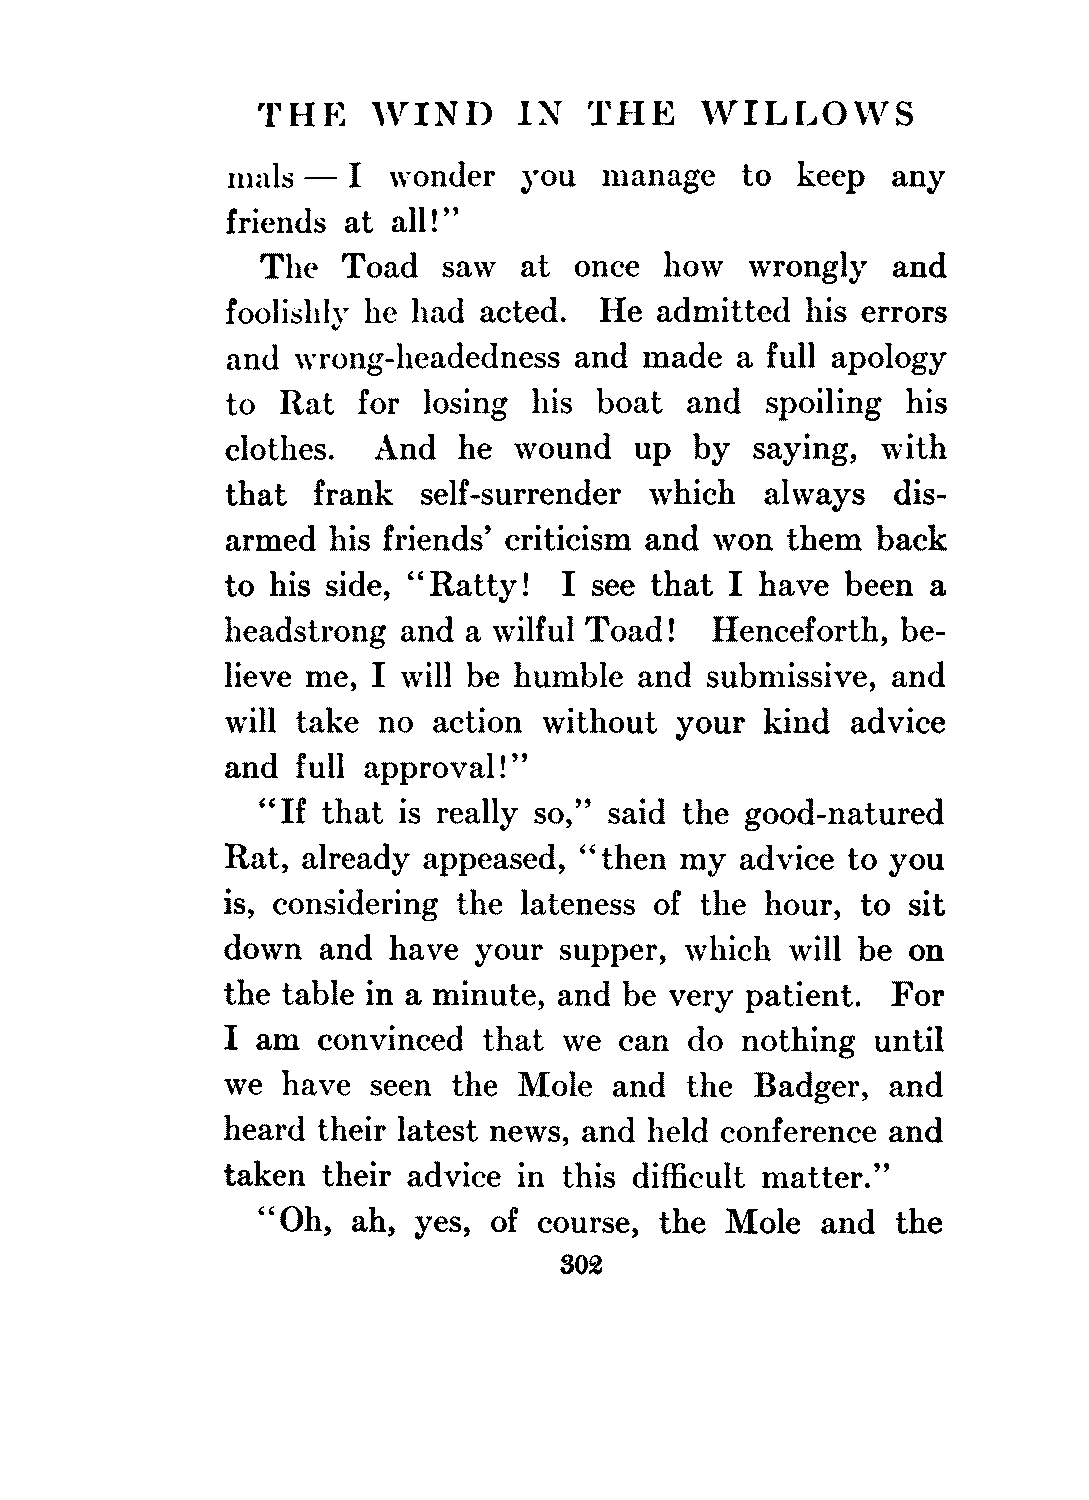 THE WIND IN THE WILLOWS
mals — I wonder you manage to keep any
friends at all!”
The Toad saw at once how wrongly and
foolishly he had acted. He admitted his errors
and wrong-headedness and made a full apology
to Rat for losing his boat and spoiling his
clothes. And he wound up by saying, with
that frank self-surrender which always dis-
armed his friends’ criticism and won them back
to his side, “Ratty! I see that I have been a
headstrong and a wilful Toad! Henceforth, be-
lieve me, I will be humble and submissive, and
will take no action without your kind advice
and full approval!”
“If that is really so,” said the good-natured
Rat, already appeased, “then my advice to you
is, considering the lateness of the hour, to sit
down and have your supper, which will be on
the table in a minute, and be very patient. For
I am convinced that we can do nothing until
we have seen the Mole and the Badger, and
heard their latest news, and held conference and
taken their advice in this difficult matter.”
“Oh, ah, yes, of course, the Mole and the
302